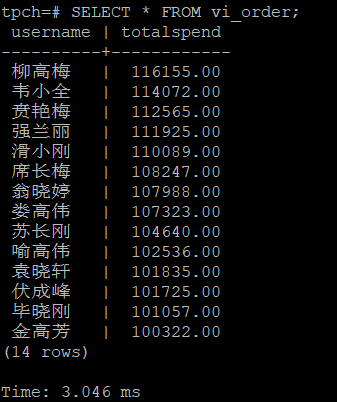 tpch=# SELECT * FROM vi_order;
username | totalspend
----------+------------
柳高梅 | 116155.00
韦小全 | 114072.00
贲艳梅 | 112565.00
强兰丽 | 111925.00
滑小刚 | 110089.00
席长梅 | 108247.00
翁晓婷 | 107988.00
娄高伟 | 107323.00
苏长刚 | 104640.00
喻高伟 | 102536.00
袁晓轩 | 101835.00
伏成峰 | 101725.00
毕晓刚 | 101057.00
金高芳 | 100322.00
(14 rows)
Time: 3.046 ms